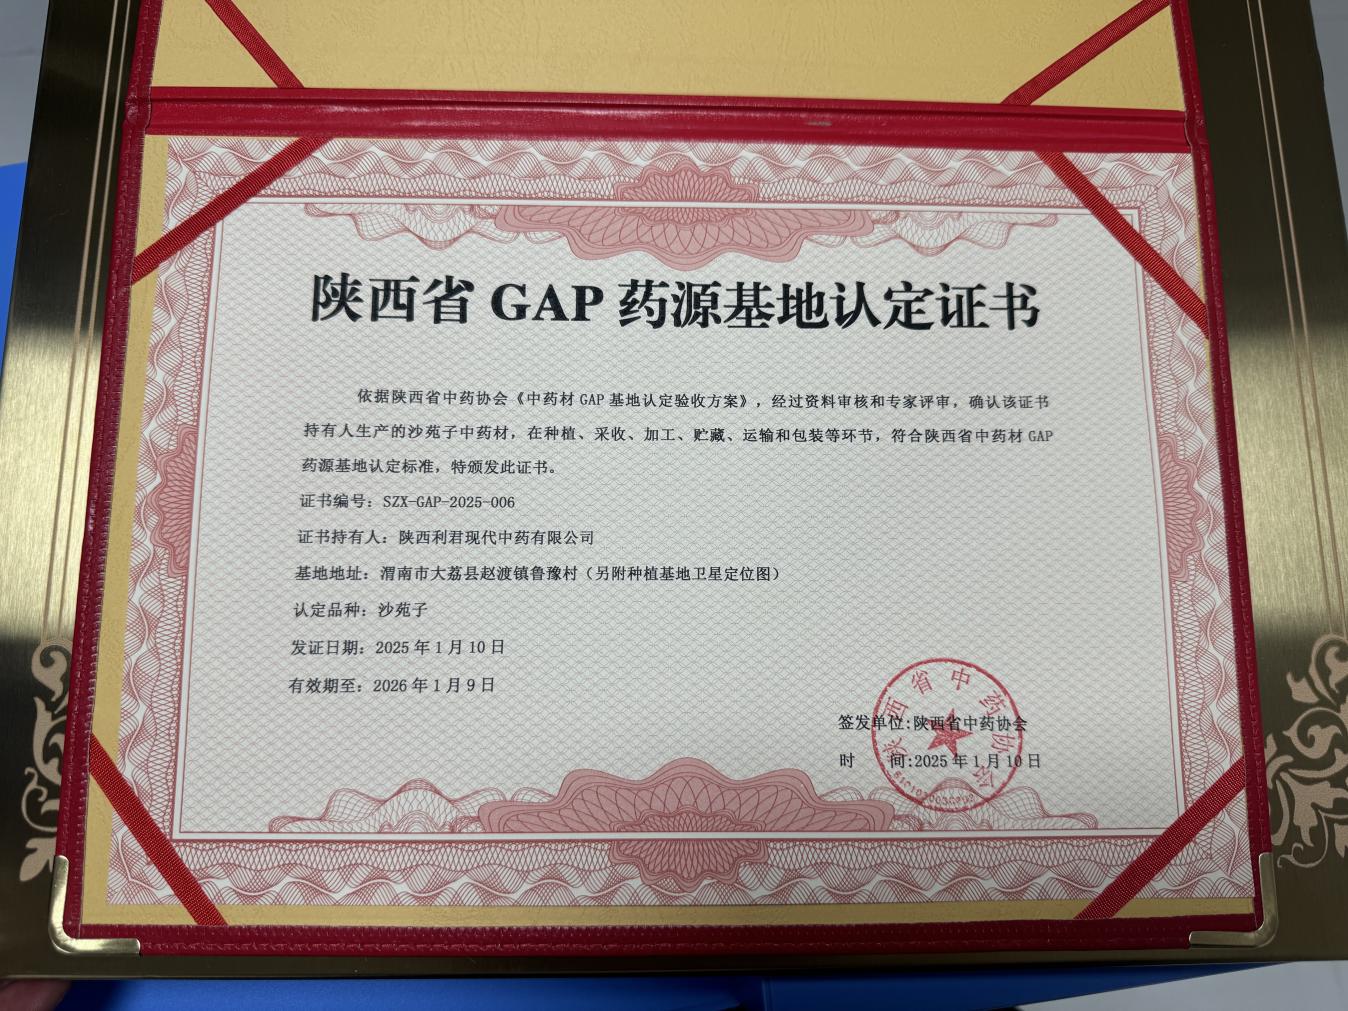 陕西省 GAP 药源基地认定证书
依据陕西省中药协会《中药材 GAP 基地认定验收方案》，经过资料审核和专家评审，确认该证书
持有人生产的沙苑子中药材，在种植、采收、加工、贮藏、运输和包装等环节，符合陕西省中药材 GAP
药源基地认定标准，特颁发此证书。
证书编号：SZX-GAP-2025-006
证书持有人：陕西利君现代中药有限公司
基地地址：渭南市大荔县赵渡镇鲁豫村（另附种植基地卫星定位图）
认定品种：沙苑子
发证日期：2025 年 1 月 10 日
有效期至：2026 年 1 月 9 日
签发单位:陕西省中药协会
时 间:2025 年 1 月 10 日
陕西省中药协会